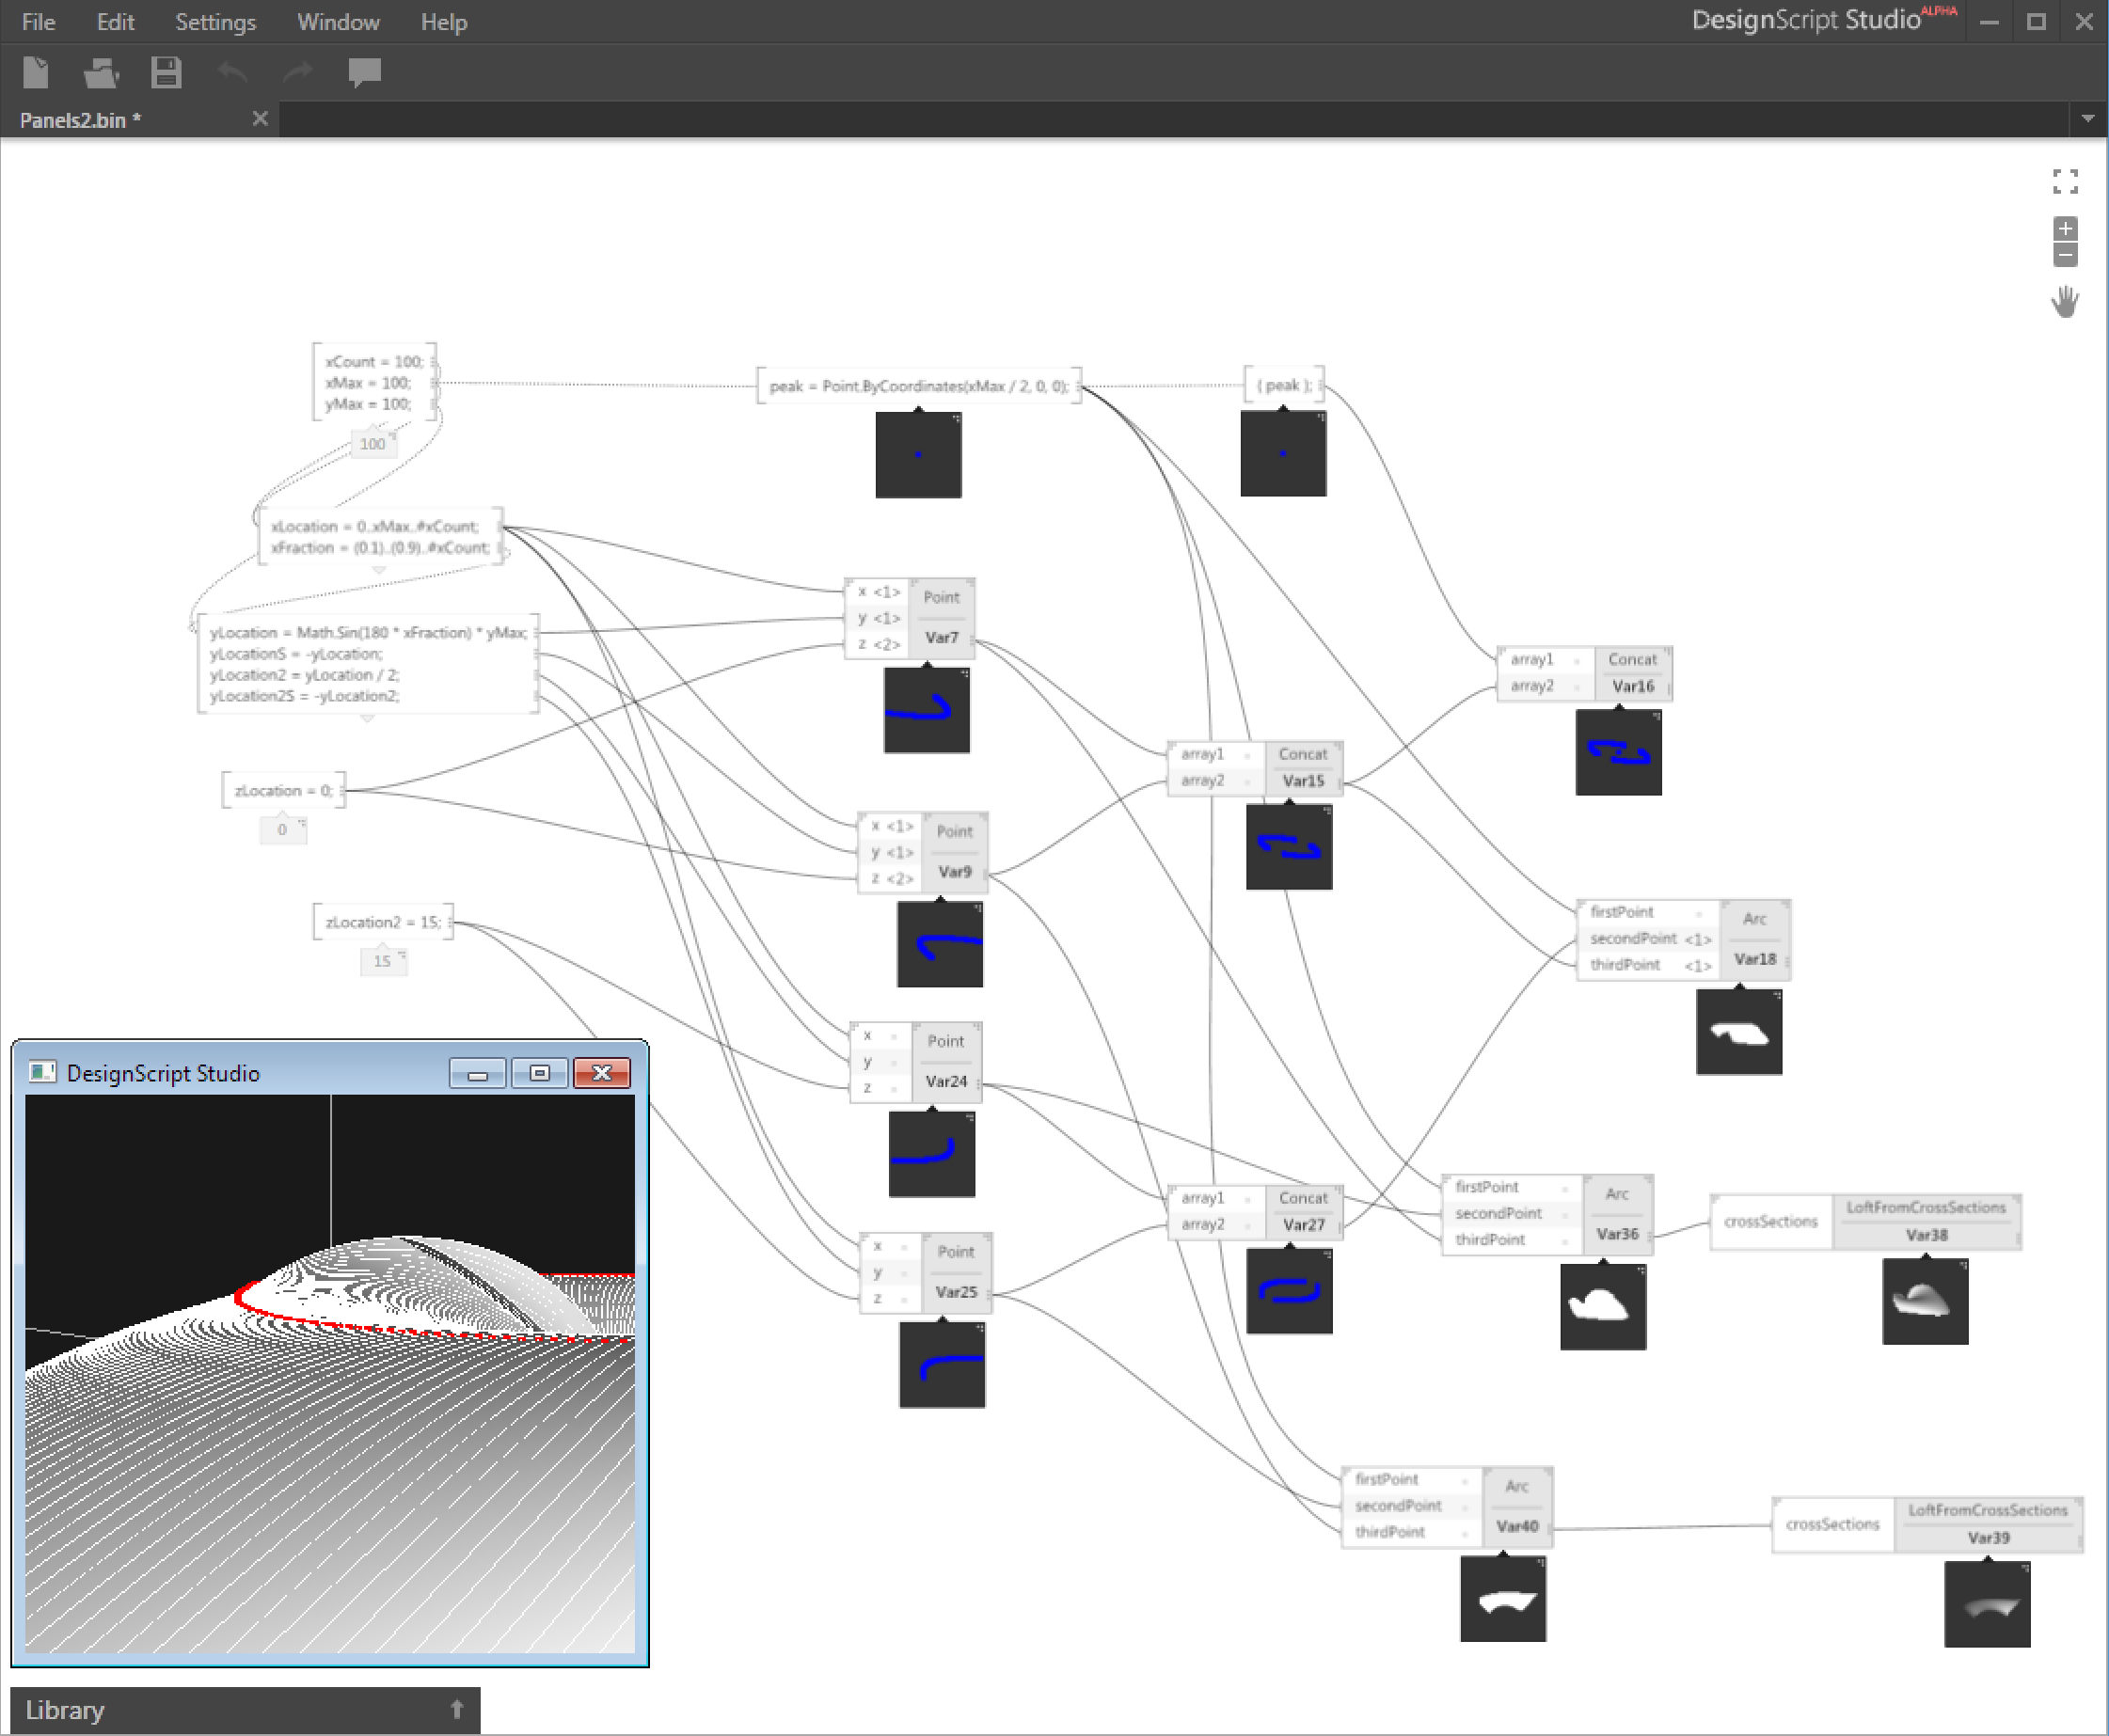 File Edit Settings Window Help
DesignScript Studio ALPHA
Panels2.bin *
xCount = 100;
xMax = 100;
yMax = 100;
100
peak = Point.ByCoordinates(xMax / 2, 0, 0);
{ peak };
xLocation = 0..xMax..#xCount;
xFraction = (0.1)..(0.9)..#xCount;
yLocation = Math.Sin(180 * xFraction) * yMax;
yLocationS = -yLocation;
yLocation2 = yLocation / 2;
yLocation2S = -yLocation2;
x <1> Point
y <1>
z <2> Var7
array1 Concat
array2 Var16
zLocation = 0;
0
array1 Concat
array2 Var15
x <1> Point
y <1>
z <2> Var9
zLocation2 = 15;
15
firstPoint Arc
secondPoint <1>
thirdPoint <1> Var18
x Point
y
z Var24
DesignScript Studio
array1 Concat
array2 Var27
firstPoint Arc
secondPoint
thirdPoint Var36
crossSections LoftFromCrossSections
Var38
x Point
y
z Var25
firstPoint Arc
secondPoint
thirdPoint Var40
crossSections LoftFromCrossSections
Var39
Library